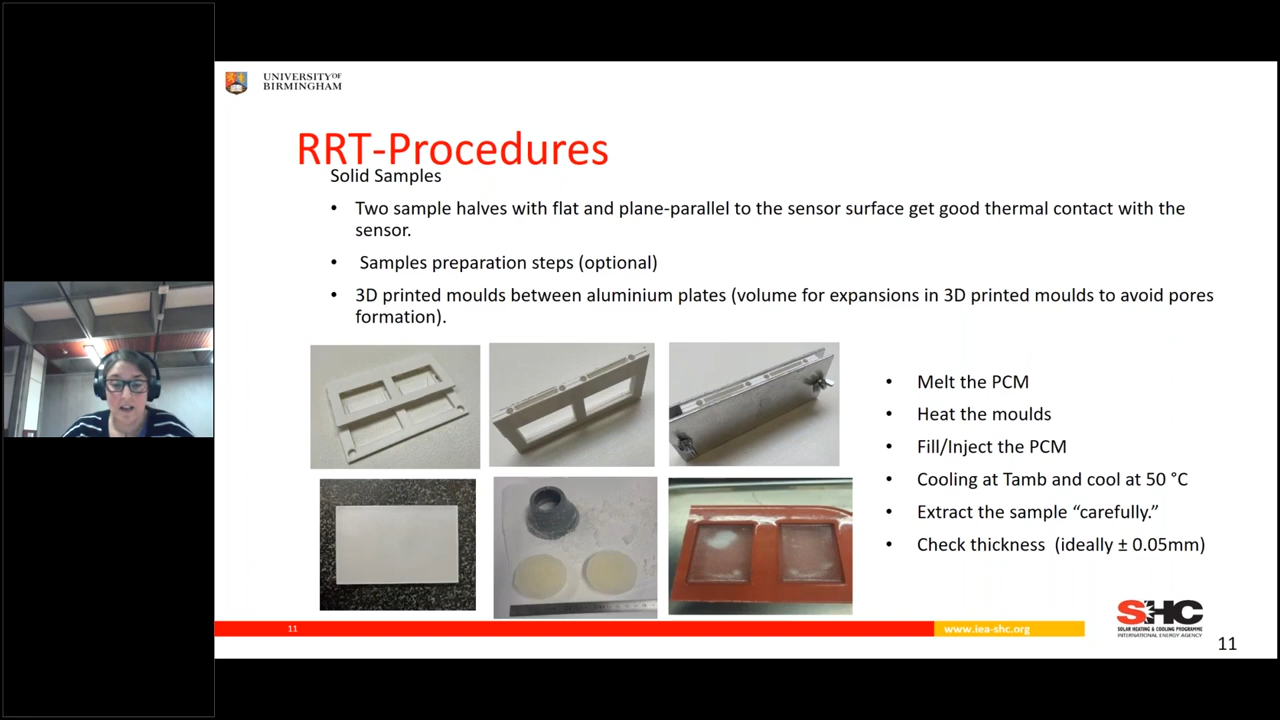 UNIVERSITY OF
BIRMINGHAM
RRT-Procedures
Solid Samples
• Two sample halves with flat and plane-parallel to the sensor surface get good thermal contact with the
sensor.
• Samples preparation steps (optional)
• 3D printed moulds between aluminium plates (volume for expansions in 3D printed moulds to avoid pores
formation).
• Melt the PCM
• Heat the moulds
• Fill/Inject the PCM
• Cooling at Tamb and cool at 50 °C
• Extract the sample “carefully.”
• Check thickness (ideally ± 0.05mm)
11
www.iea-shc.org
SHC
SOLAR HEATING & COOLING PROGRAMME
INTERNATIONAL ENERGY AGENCY
11